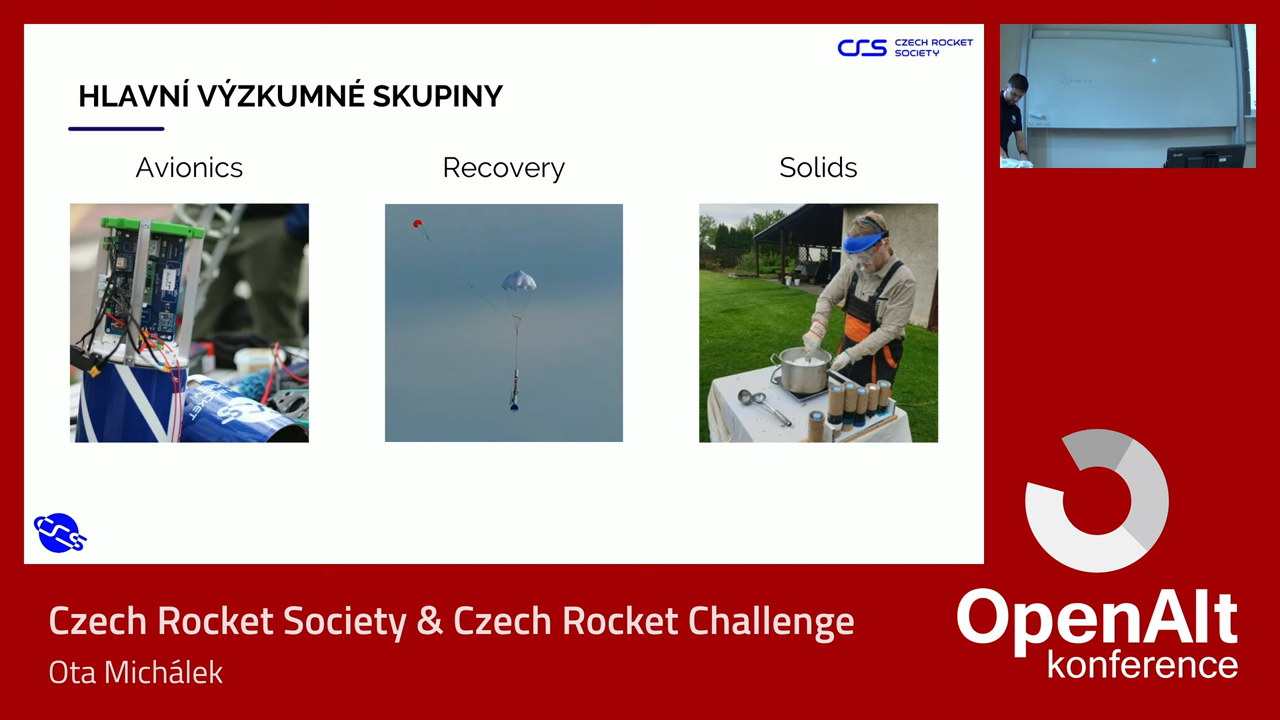 CZECH ROCKET
SOCIETY
HLAVNÍ VÝZKUMNÉ SKUPINY
Avionics
Recovery
Solids
Czech Rocket Society & Czech Rocket Challenge
Ota Michálek
OpenAlt
konference